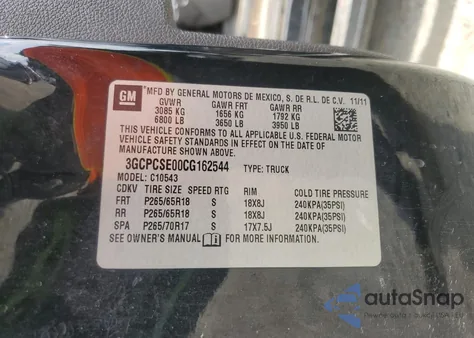 GM
*MFD BY GENERAL MOTORS DE MEXICO, S. DE R.L. DE C.V. 11/11
GVWR GAWR FRT GAWR RR
3085 KG 1656 KG 1792 KG
6800 LB 3650 LB 3950 LB
THIS VEHICLE CONFORMS TO ALL APPLICABLE U.S. FEDERAL MOTOR
VEHICLE SAFETY STANDARDS IN EFFECT ON THE DATE OF
MANUFACTURE SHOWN ABOVE.
3GCPCSE00CG162544 TYPE: TRUCK
MODEL: C10543
CDKV TIRE SIZE SPEED RTG RIM COLD TIRE PRESSURE
FRT P265/65R18 S 18X8J 240KPA(35PSI)
RR P265/65R18 S 18X8J 240KPA(35PSI)
SPA P265/70R17 S 17X7.5J 240KPA(35PSI)
SEE OWNER'S MANUAL FOR MORE INFORMATION.
autoSnap